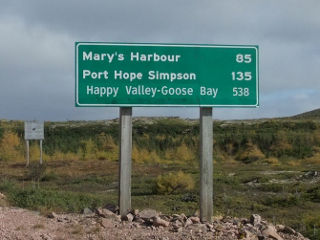 Mary's Harbour 85
Port Hope Simpson 135
Happy Valley-Goose Bay 538